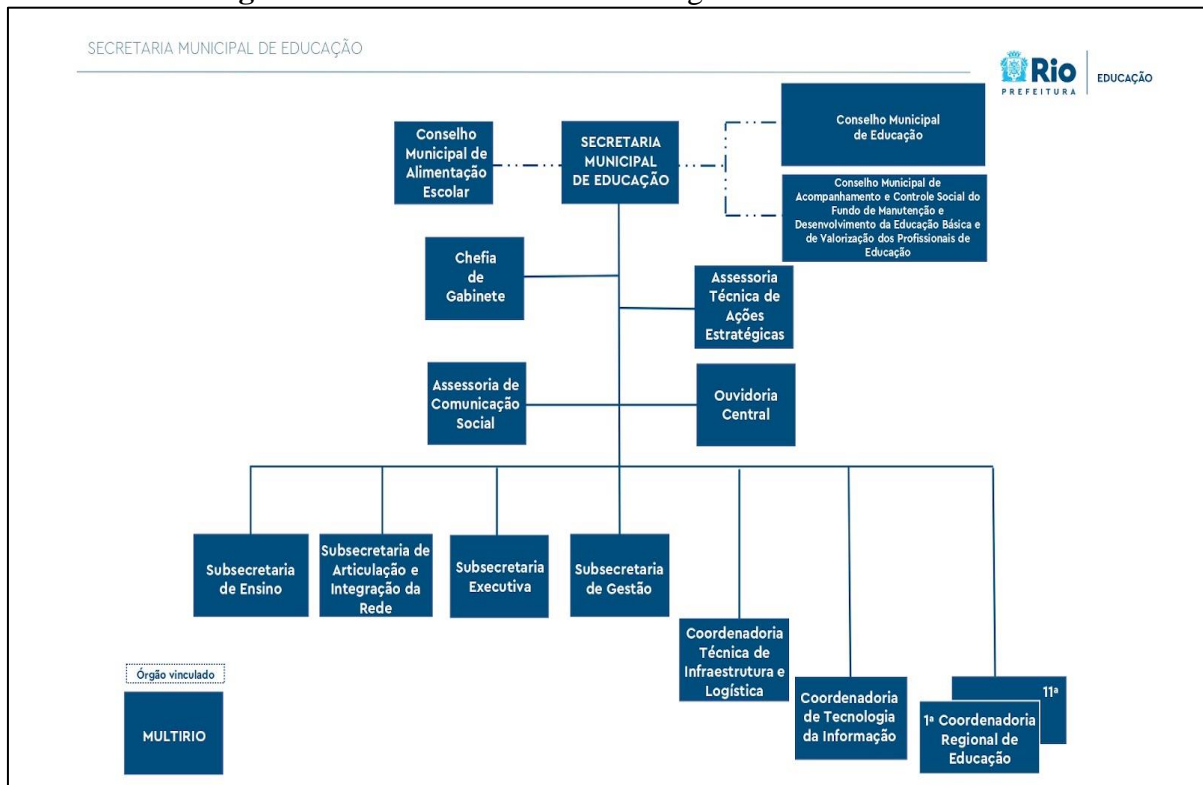 SECRETARIA MUNICIPAL DE EDUCAÇÃO
Rio
PREFEITURA
EDUCAÇÃO
Conselho
Municipal de
Alimentação
Escolar
SECRETARIA
MUNICIPAL
DE EDUCAÇÃO
Conselho Municipal
de Educação
Conselho Municipal de
Acompanhamento e Controle Social do
Fundo de Manutenção e
Desenvolvimento da Educação Básica e
de Valorização dos Profissionais de
Educação
Chefia
de
Gabinete
Assessoria
Técnica de
Ações
Estratégicas
Assessoria de
Comunicação
Social
Ouvidoria
Central
Subsecretaria
de Ensino
Subsecretaria de
Articulação e
Integração da
Rede
Subsecretaria
Executiva
Subsecretaria
de Gestão
Coordenadoria
Técnica de
Infraestrutura e
Logística
Coordenadoria
de Tecnologia
da Informação
11ª
1ª Coordenadoria
Regional de
Educação
Órgão vinculado
MULTIRIO